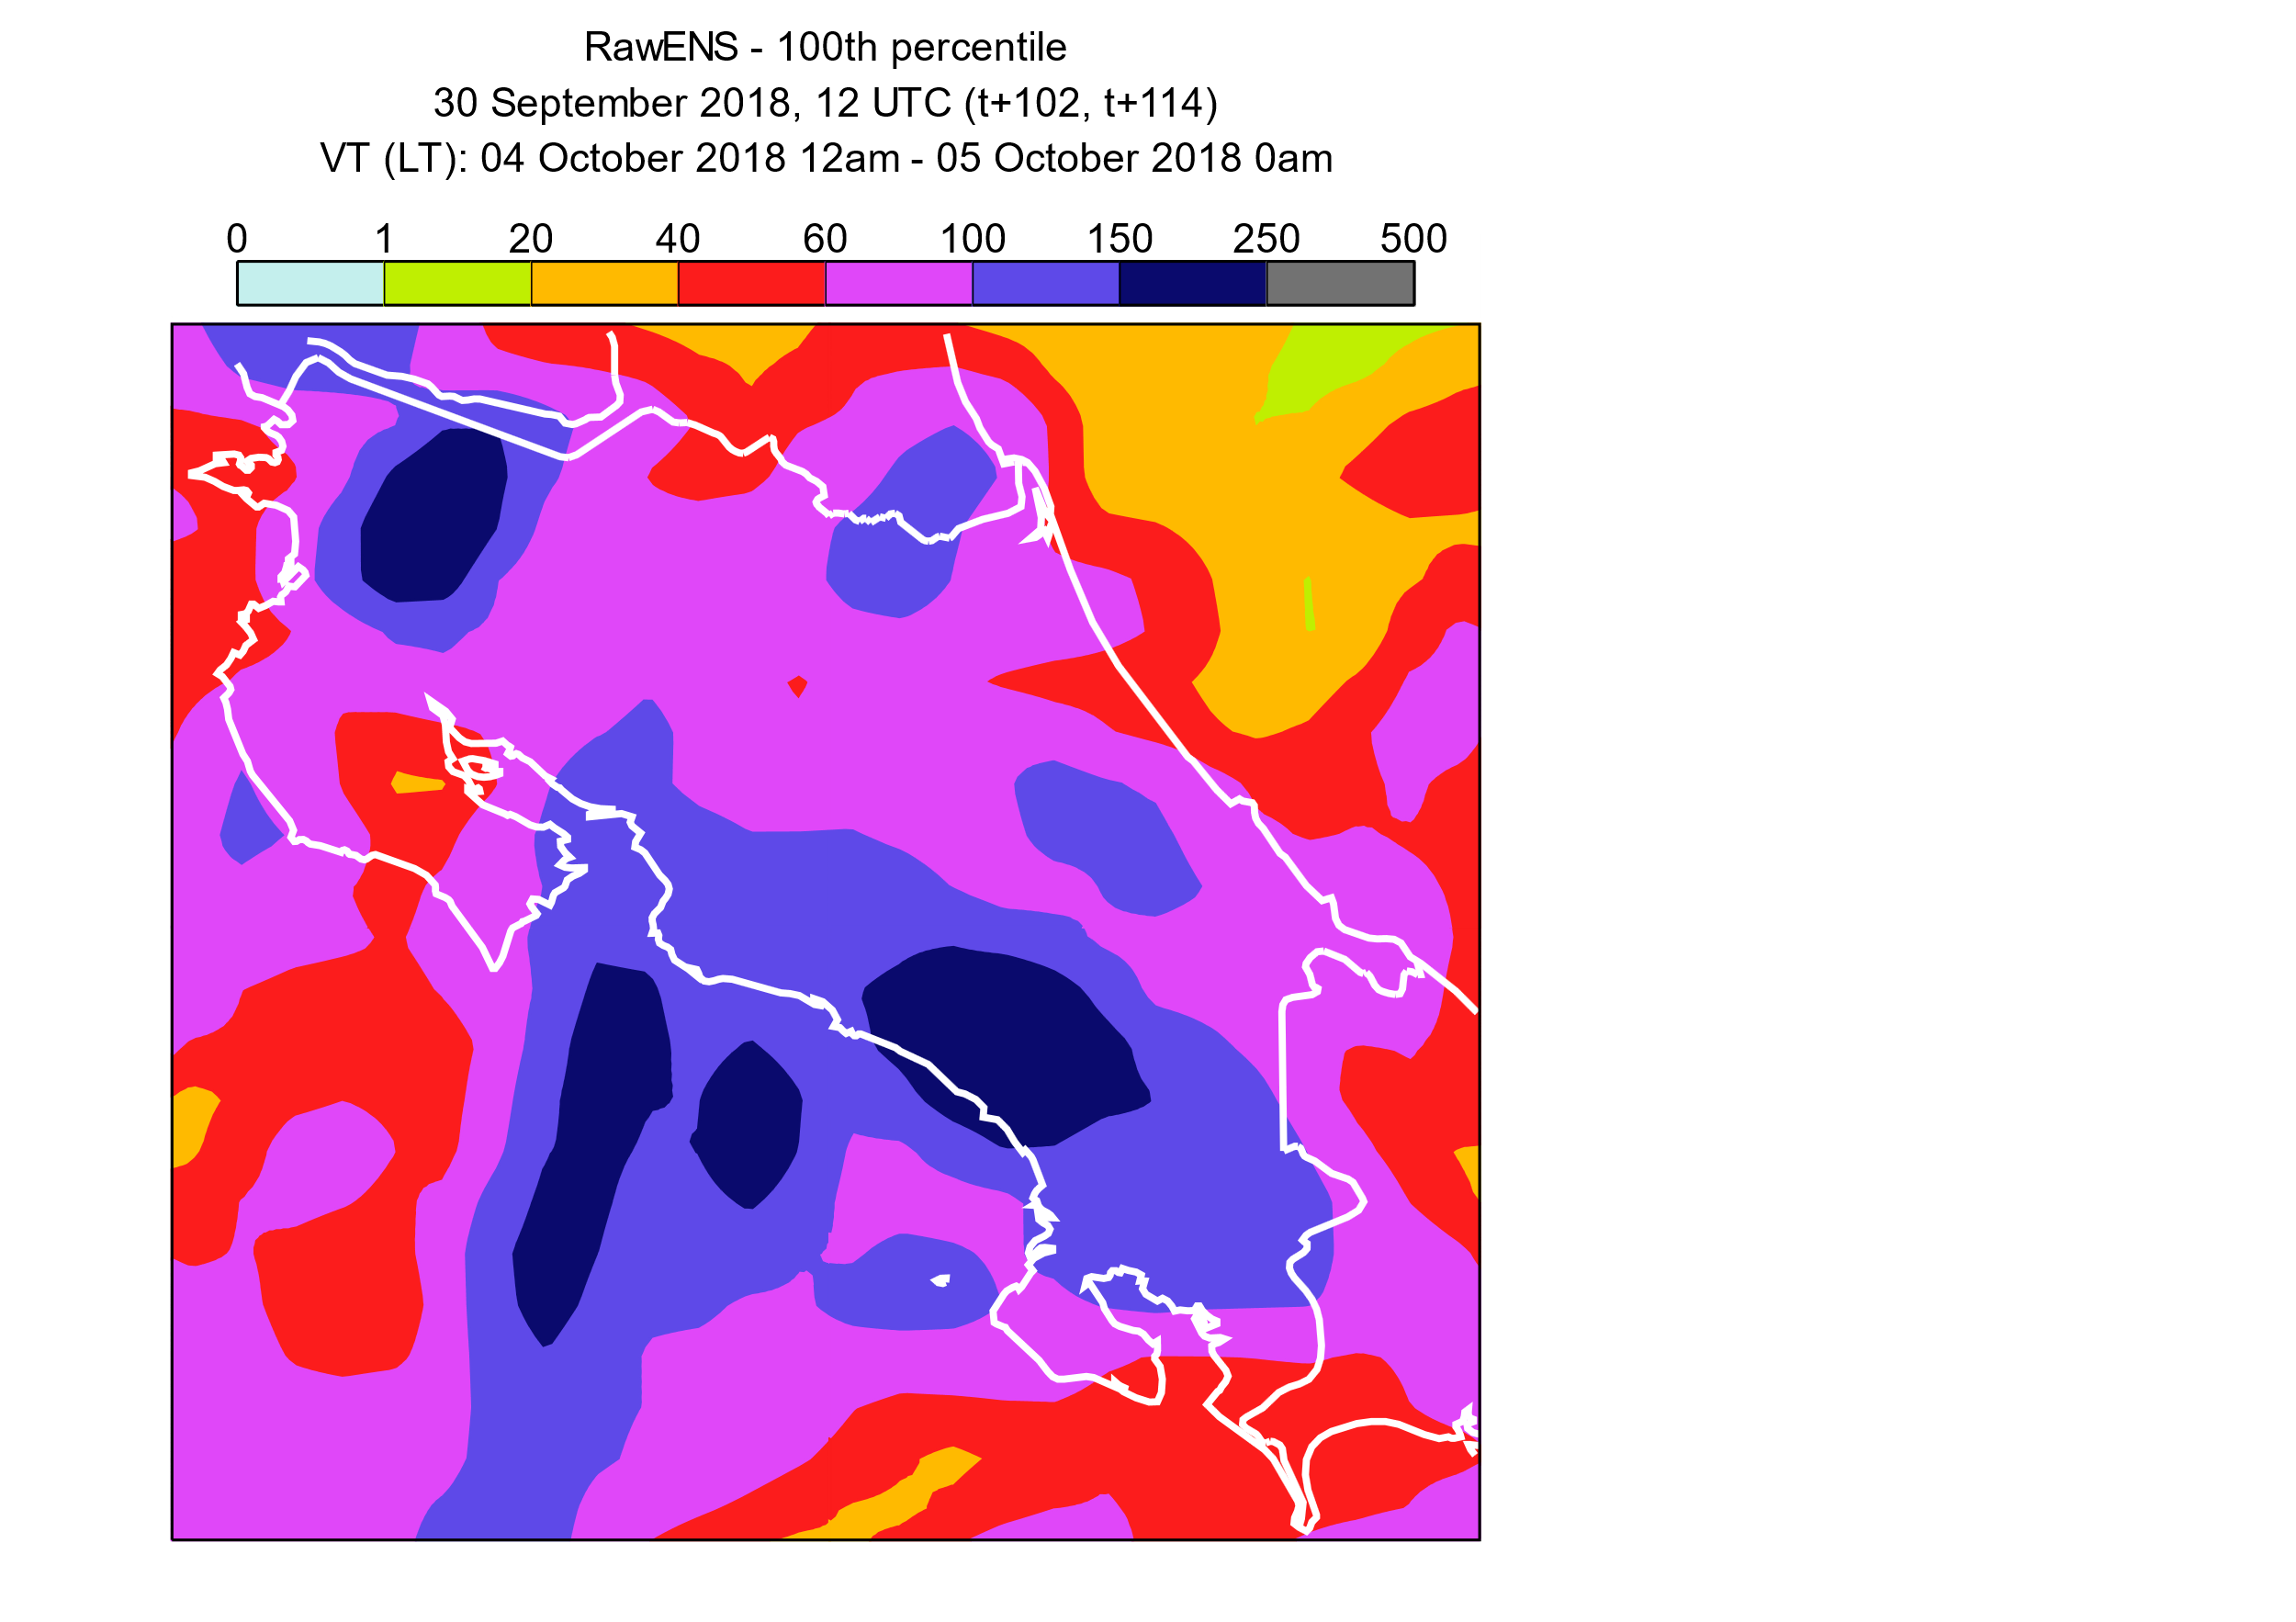 RawENS - 100th percentile
30 September 2018, 12 UTC (t+102, t+114)
VT (LT): 04 October 2018 12am - 05 October 2018 0am
0 1 20 40 60 100 150 250 500